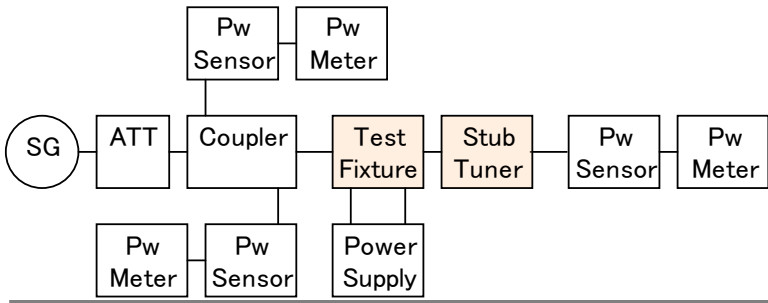 Pw
Sensor
Pw
Meter
SG
ATT
Coupler
Test
Fixture
Stub
Tuner
Pw
Sensor
Pw
Meter
Pw
Meter
Pw
Sensor
Power
Supply